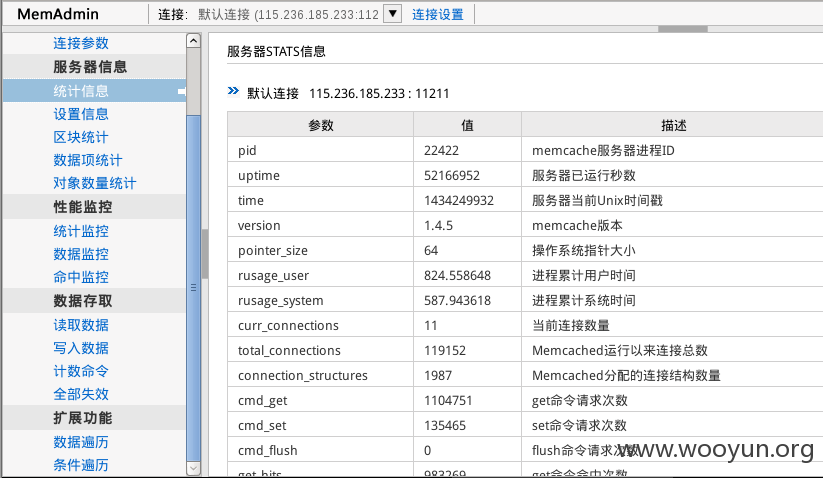 MemAdmin
连接: 默认连接 (115.236.185.233:112
连接设置
连接参数
服务器信息
统计信息
设置信息
区块统计
数据项统计
对象数量统计
性能监控
统计监控
数据监控
命中监控
数据存取
读取数据
写入数据
计数命令
全部失效
扩展功能
数据遍历
条件遍历
服务器STATS信息
默认连接 115.236.185.233 : 11211
参数 值 描述
pid 22422 memcache服务器进程ID
uptime 52166952 服务器已运行秒数
time 1434249932 服务器当前Unix时间戳
version 1.4.5 memcache版本
pointer_size 64 操作系统指针大小
rusage_user 824.558648 进程累计用户时间
rusage_system 587.943618 进程累计系统时间
curr_connections 11 当前连接数量
total_connections 119152 Memcached运行以来连接总数
connection_structures 1987 Memcached分配的连接结构数量
cmd_get 1104751 get命令请求次数
cmd_set 135465 set命令请求次数
cmd_flush 0 flush命令请求次数
get_hits 983269 get命令命中次数
www.wooyun.org